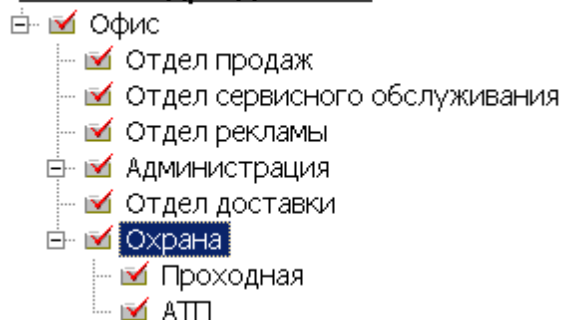 Офис
Отдел продаж
Отдел сервисного обслуживания
Отдел рекламы
Администрация
Отдел доставки
Охрана
Проходная
АТП